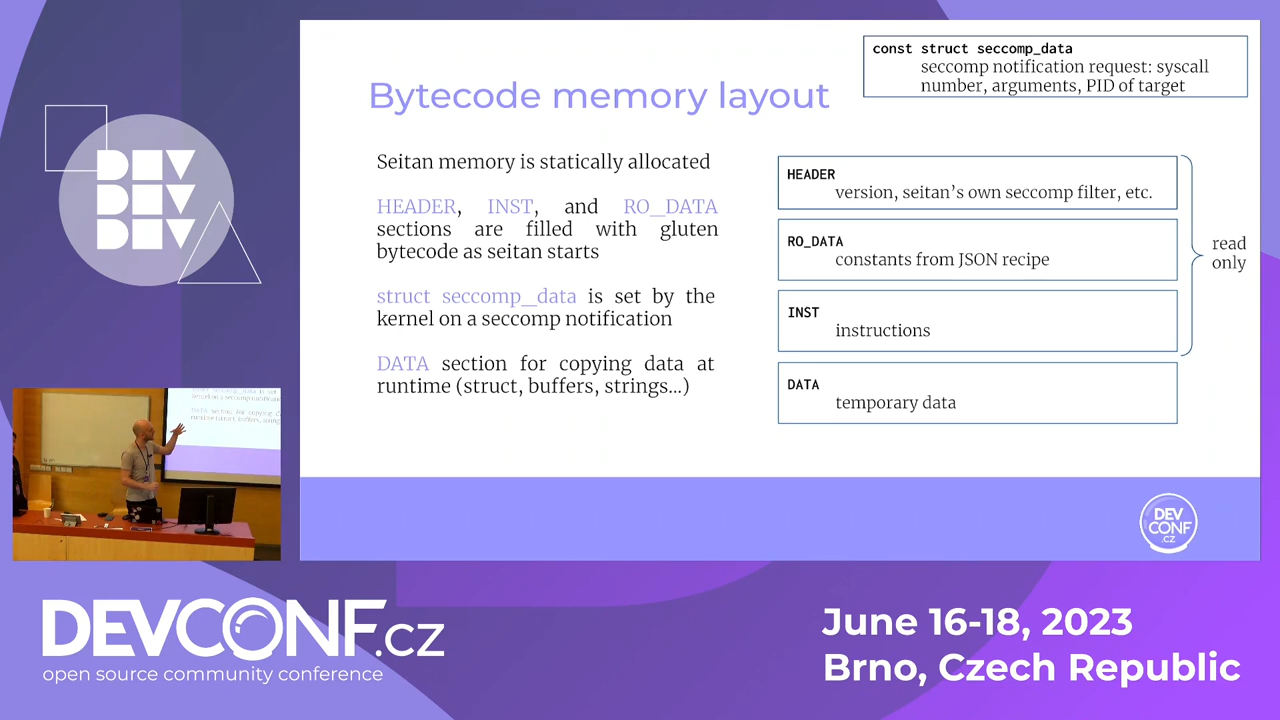 const struct seccomp_data
seccomp notification request: syscall
number, arguments, PID of target
Bytecode memory layout
Seitan memory is statically allocated
HEADER, INST, and RO_DATA
sections are filled with gluten
bytecode as seitan starts
struct seccomp_data is set by the
kernel on a seccomp notification
DATA section for copying data at
runtime (struct, buffers, strings...)
HEADER
version, seitan's own seccomp filter, etc.
RO_DATA
constants from JSON recipe
INST
instructions
DATA
temporary data
read
only
DEV
DEV
DEV
DEV
CONF
.CZ
DEVCONF.cz
open source community conference
June 16-18, 2023
Brno, Czech Republic